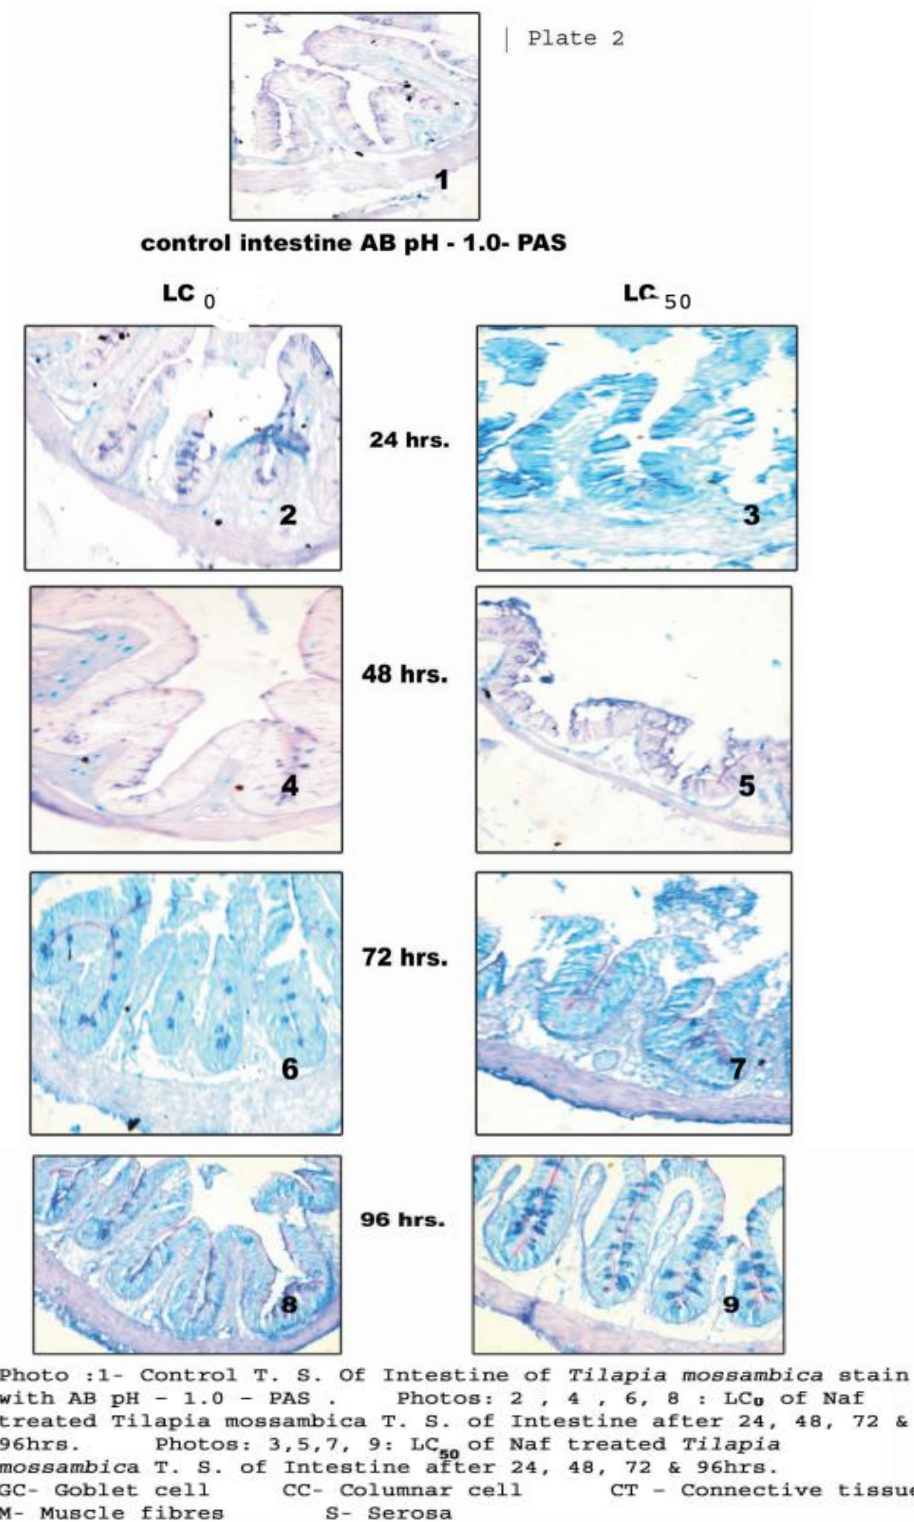 Plate 2
1
control intestine AB pH - 1.0- PAS
LC 0
LC 50
2
24 hrs.
3
4
48 hrs.
5
6
72 hrs.
7
8
96 hrs.
9
Photo :1- Control T. S. Of Intestine of Tilapia mossambica stain
with AB pH - 1.0 - PAS . Photos: 2 , 4 , 6, 8 : LC0 of Naf
treated Tilapia mossambica T. S. of Intestine after 24, 48, 72 &
96hrs. Photos: 3,5,7, 9: LC50 of Naf treated Tilapia
mossambica T. S. of Intestine after 24, 48, 72 & 96hrs.
GC- Goblet cell CC- Columnar cell CT - Connective tissue
M- Muscle fibres S- Serosa